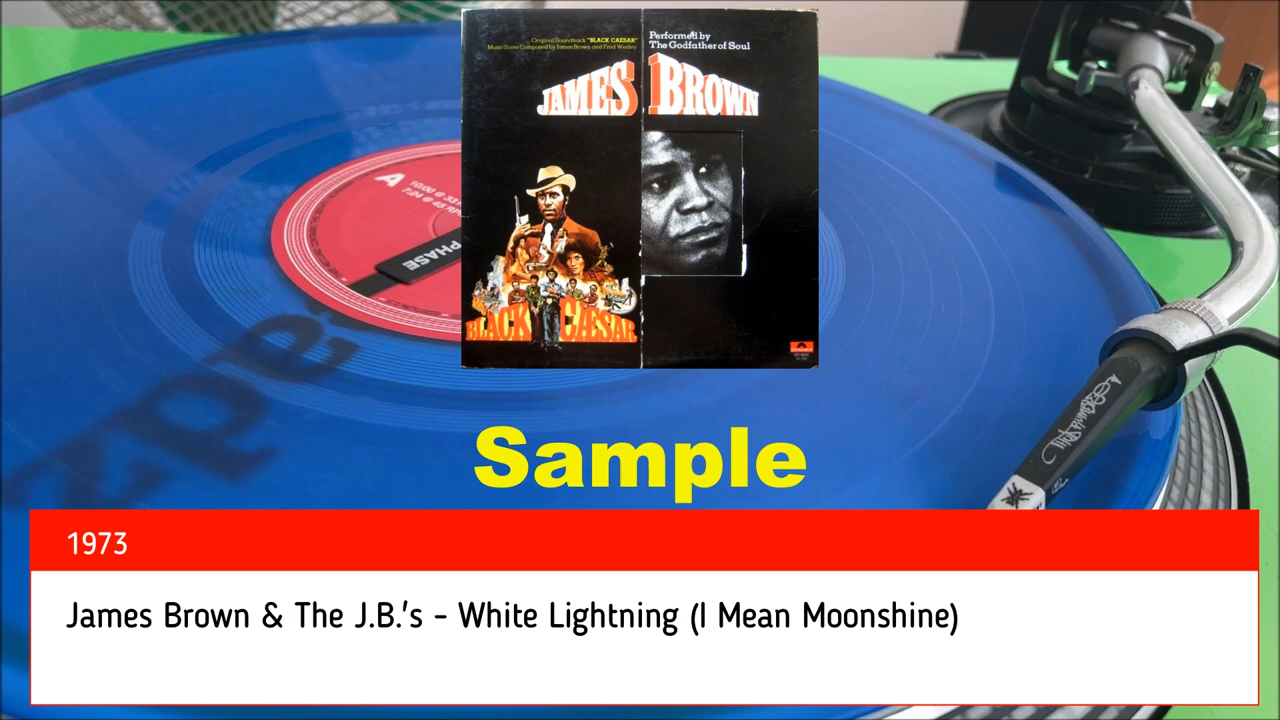 Original Soundtrack "BLACK CAESAR"
Music Score Composed by James Brown and Fred Wesley
Performed by
The Godfather of Soul
JAMES BROWN
BLACK CÆSAR
A
PHASE
Sample
1973
James Brown & The J.B.'s - White Lightning (I Mean Moonshine)